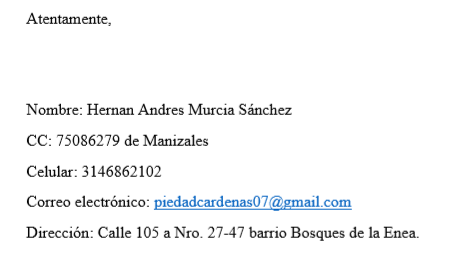 Atentamente,
Nombre: Hernan Andres Murcia Sánchez
CC: 75086279 de Manizales
Celular: 3146862102
Correo electrónico: piedadcardenas07@gmail.com
Dirección: Calle 105 a Nro. 27-47 barrio Bosques de la Enea.